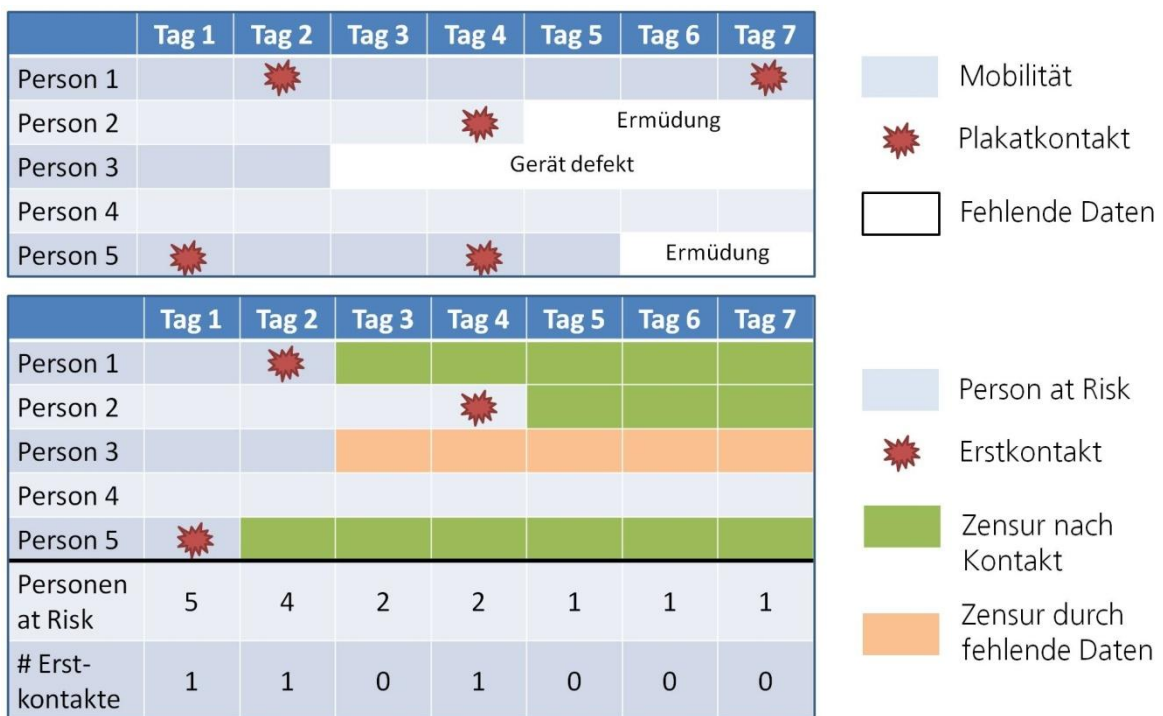 Tag 1 Tag 2 Tag 3 Tag 4 Tag 5 Tag 6 Tag 7
Person 1
Person 2 Ermüdung
Person 3 Gerät defekt
Person 4
Person 5 Ermüdung
Mobilität
Plakatkontakt
Fehlende Daten
Tag 1 Tag 2 Tag 3 Tag 4 Tag 5 Tag 6 Tag 7
Person 1
Person 2
Person 3
Person 4
Person 5
Personen
at Risk 5 4 2 2 1 1 1
# Erst-
kontakte 1 1 0 1 0 0 0
Person at Risk
Erstkontakt
Zensur nach
Kontakt
Zensur durch
fehlende Daten